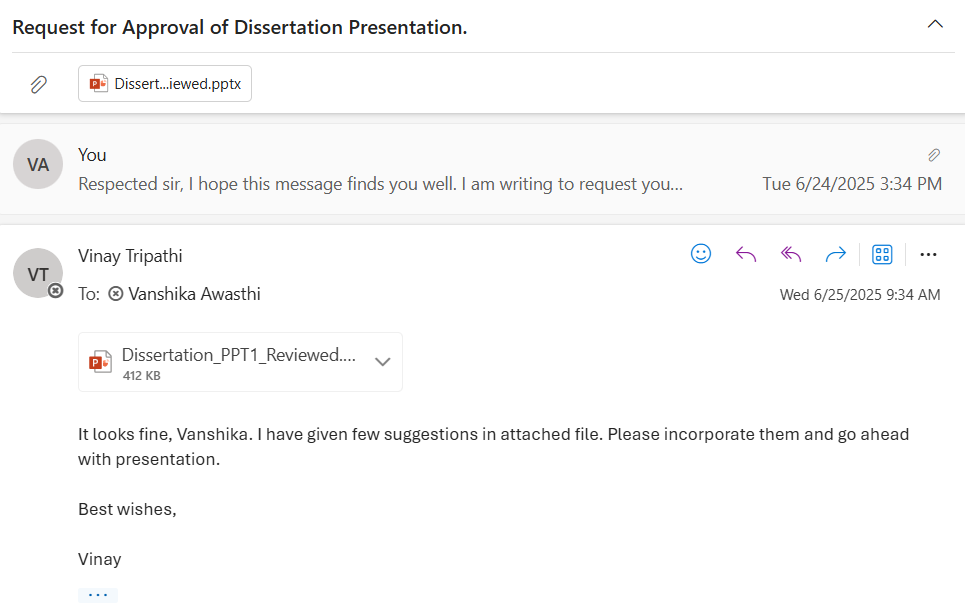 Request for Approval of Dissertation Presentation.
Dissert...iewed.pptx
VA
You
Respected sir, I hope this message finds you well. I am writing to request you...
Tue 6/24/2025 3:34 PM
VT
Vinay Tripathi
To: Vanshika Awasthi
Wed 6/25/2025 9:34 AM
Dissertation_PPT1_Reviewed....
412 KB
It looks fine, Vanshika. I have given few suggestions in attached file. Please incorporate them and go ahead
with presentation.
Best wishes,
Vinay
...